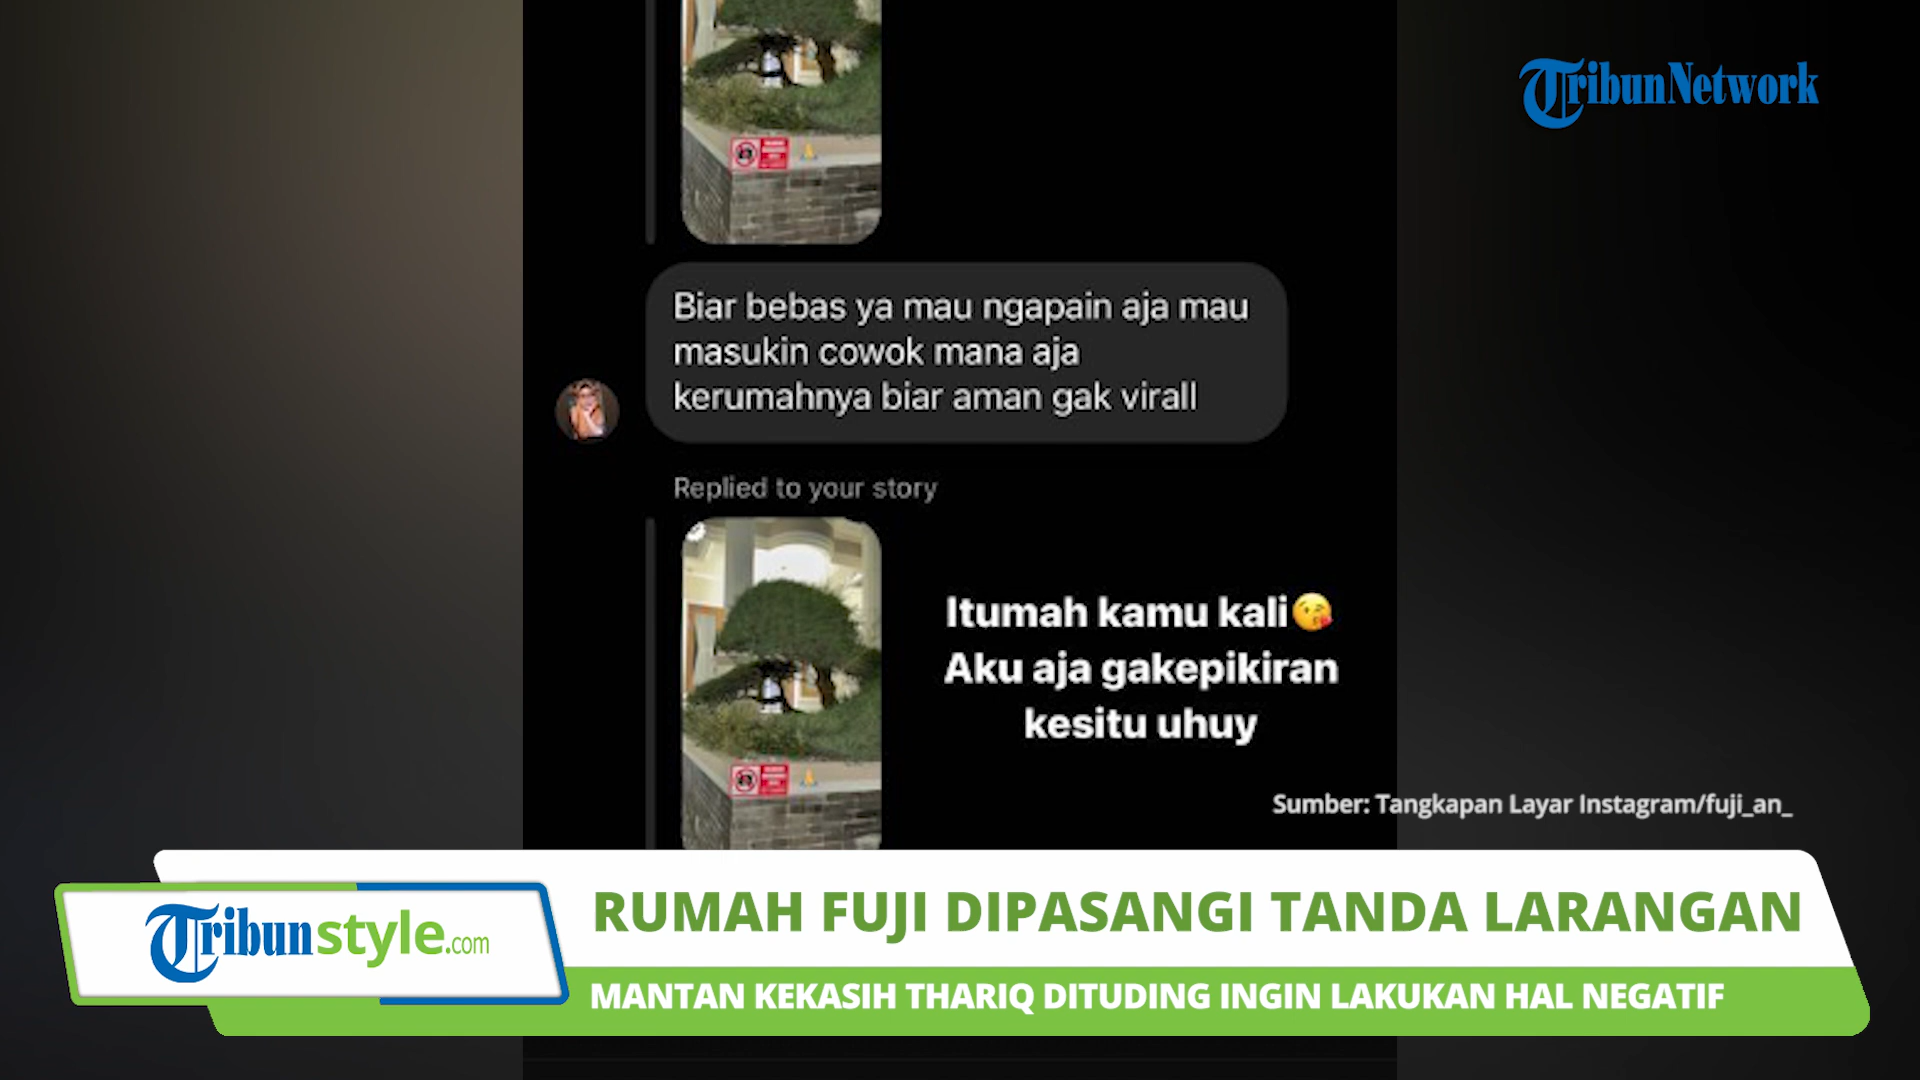 TribunNetwork
Biar bebas ya mau ngapain aja mau
masukin cowok mana aja
kerumahnya biar aman gak virall
Replied to your story
Itumah kamu kali😘
Aku aja gakepikiran
kesitu uhuy
Sumber: Tangkapan Layar Instagram/fuji_an_
RUMAH FUJI DIPASANGI TANDA LARANGAN
Tribunstyle.com
MANTAN KEKASIH THARIQ DITUDING INGIN LAKUKAN HAL NEGATIF